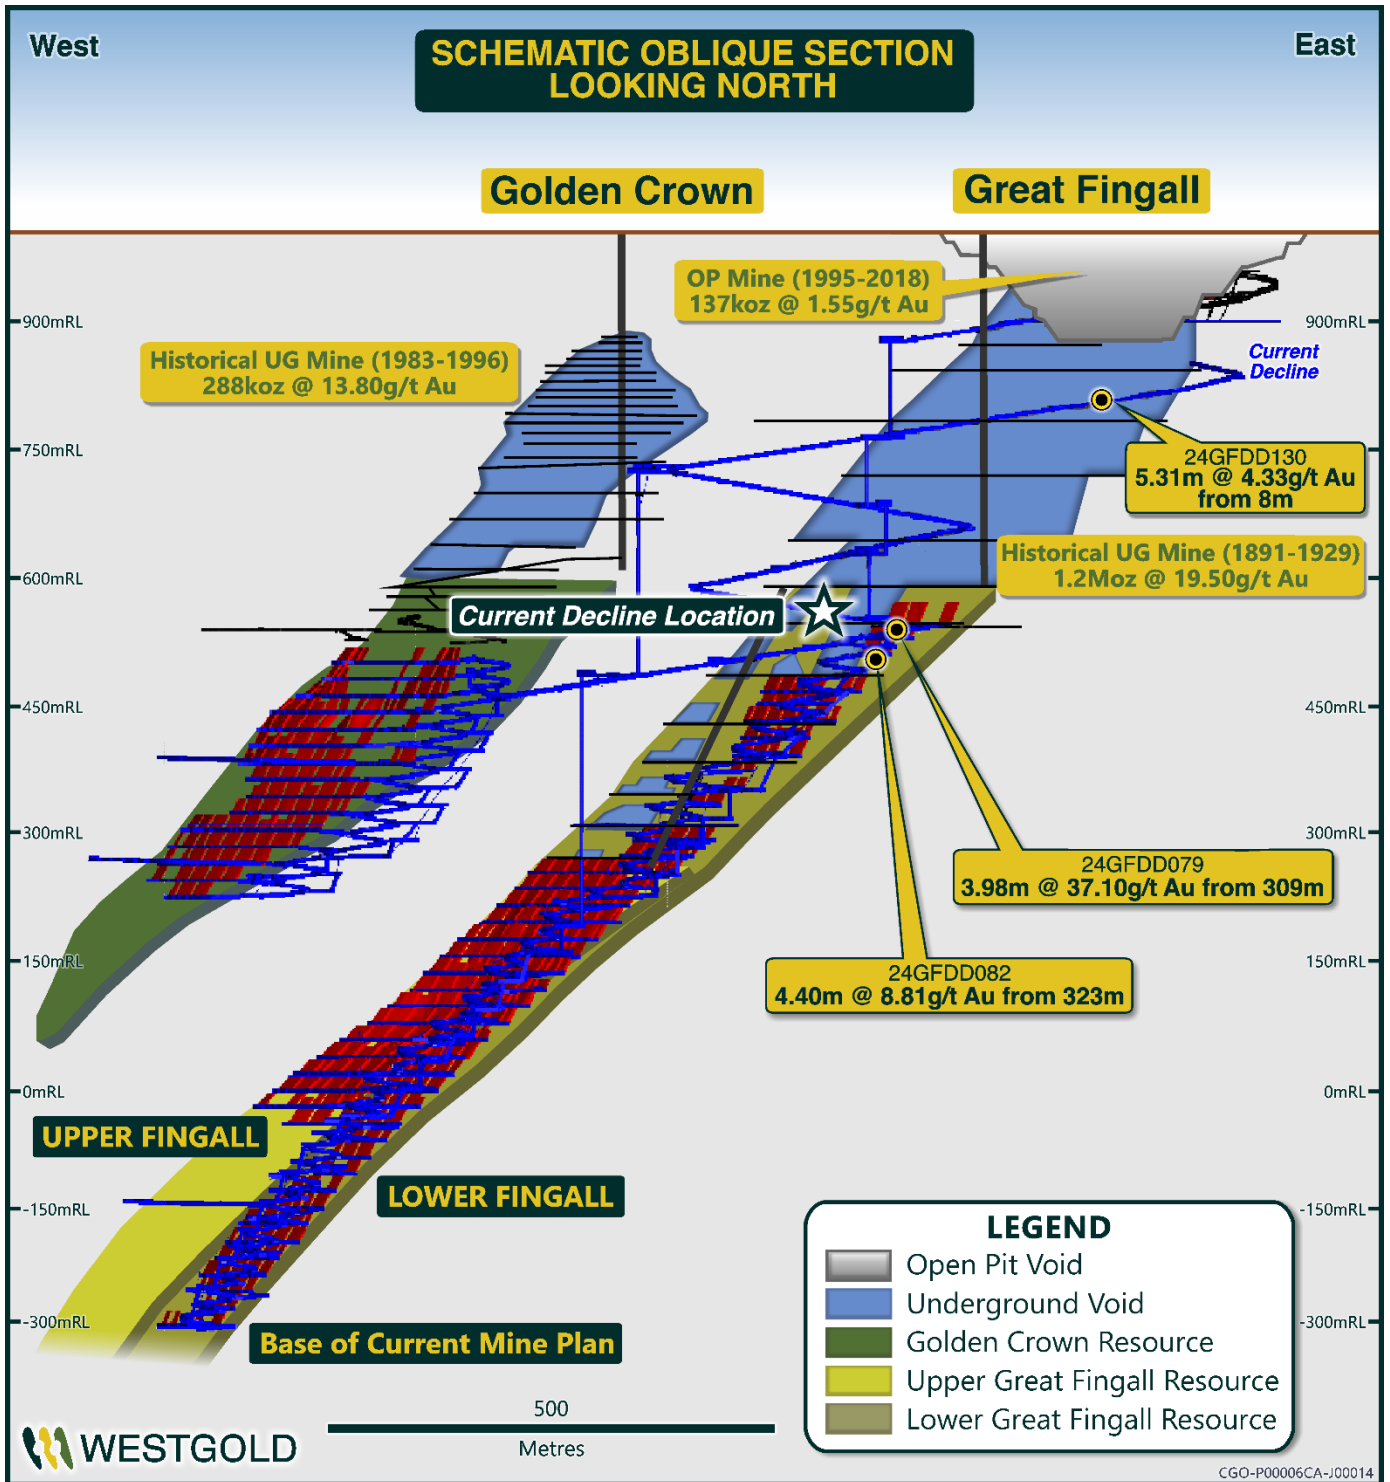 West
East
SCHEMATIC OBLIQUE SECTION
LOOKING NORTH
Golden Crown
Great Fingall
OP Mine (1995-2018)
137koz @ 1.55g/t Au
900mRL
900mRL
Historical UG Mine (1983-1996)
288koz @ 13.80g/t Au
Current
Decline
750mRL
24GFDD130
5.31m @ 4.33g/t Au
from 8m
Historical UG Mine (1891-1929)
1.2Moz @ 19.50g/t Au
600mRL
Current Decline Location
450mRL
450mRL
300mRL
300mRL
24GFDD079
3.98m @ 37.10g/t Au from 309m
150mRL
150mRL
24GFDD082
4.40m @ 8.81g/t Au from 323m
0mRL
0mRL
UPPER FINGALL
LOWER FINGALL
-150mRL
-150mRL
LEGEND
Open Pit Void
Underground Void
Golden Crown Resource
Upper Great Fingall Resource
Lower Great Fingall Resource
-300mRL
-300mRL
Base of Current Mine Plan
500
Metres
WESTGOLD
CGO-P00006CA-J00014